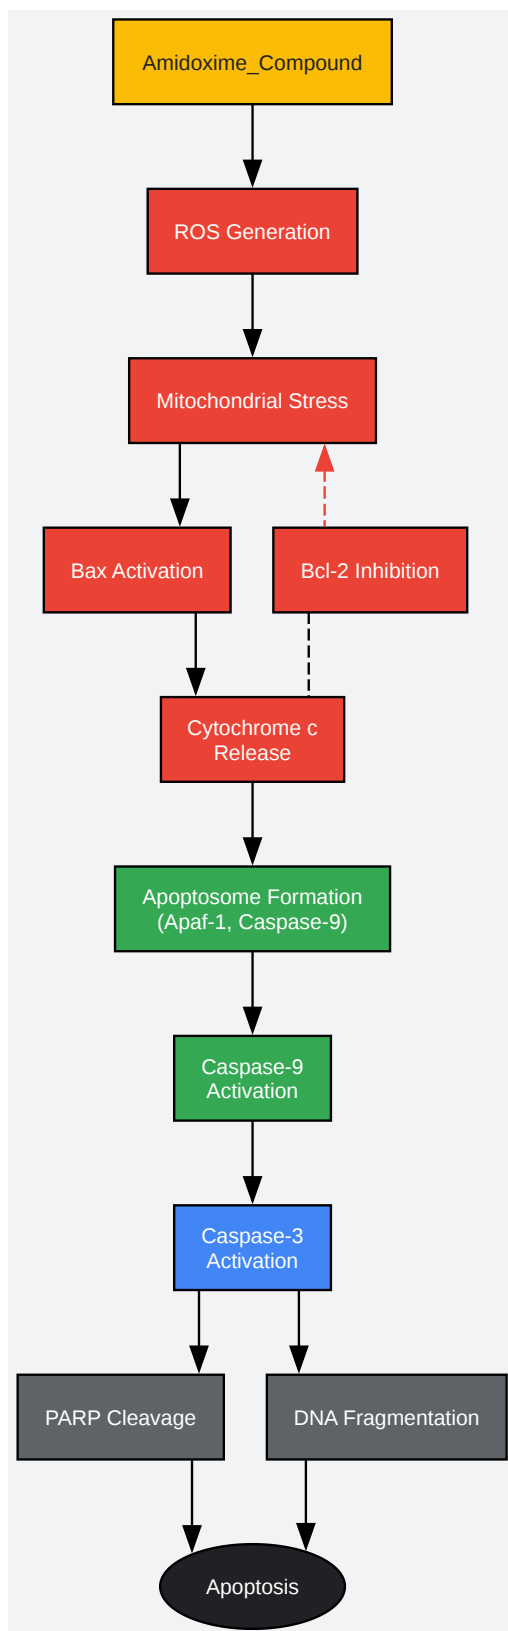 Amidoxime_Compound
ROS Generation
Mitochondrial Stress
Bax Activation
Bcl-2 Inhibition
Cytochrome c
Release
Apoptosome Formation
(Apaf-1, Caspase-9)
Caspase-9
Activation
Caspase-3
Activation
PARP Cleavage
DNA Fragmentation
Apoptosis